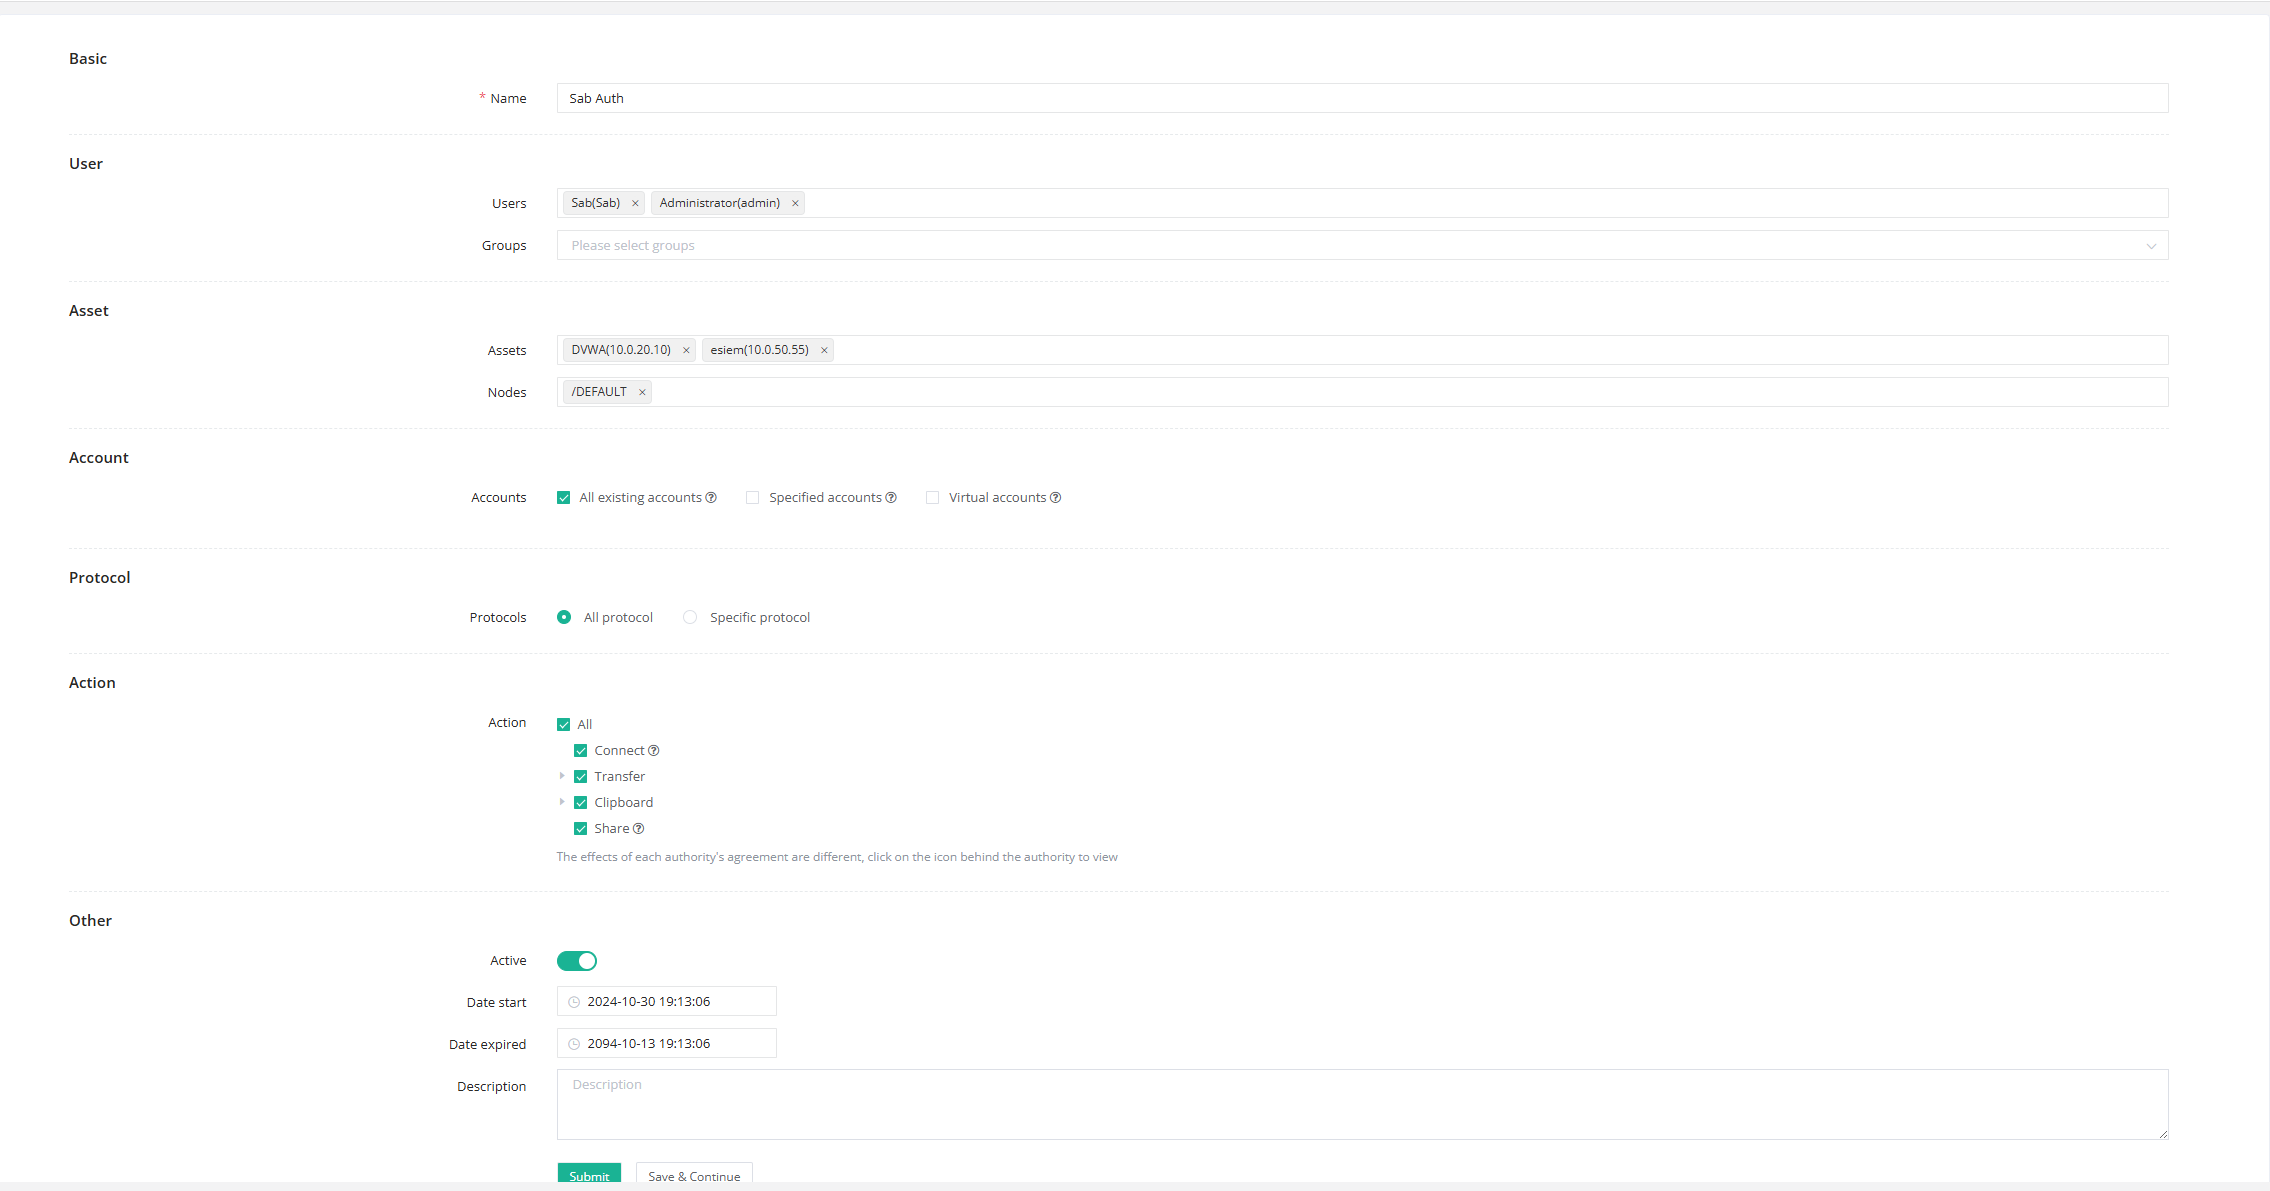 Basic
* Name Sab Auth
User
Users Sab(Sab) × Administrator(admin) ×
Groups Please select groups
Asset
Assets DVWA(10.0.20.10) × esiem(10.0.50.55) ×
Nodes /DEFAULT ×
Account
Accounts All existing accounts ? Specified accounts ? Virtual accounts ?
Protocol
Protocols All protocol Specific protocol
Action
Action All
Connect ?
Transfer
Clipboard
Share ?
The effects of each authority's agreement are different, click on the icon behind the authority to view
Other
Active
Date start 2024-10-30 19:13:06
Date expired 2094-10-13 19:13:06
Description Description
Submit Save & Continue